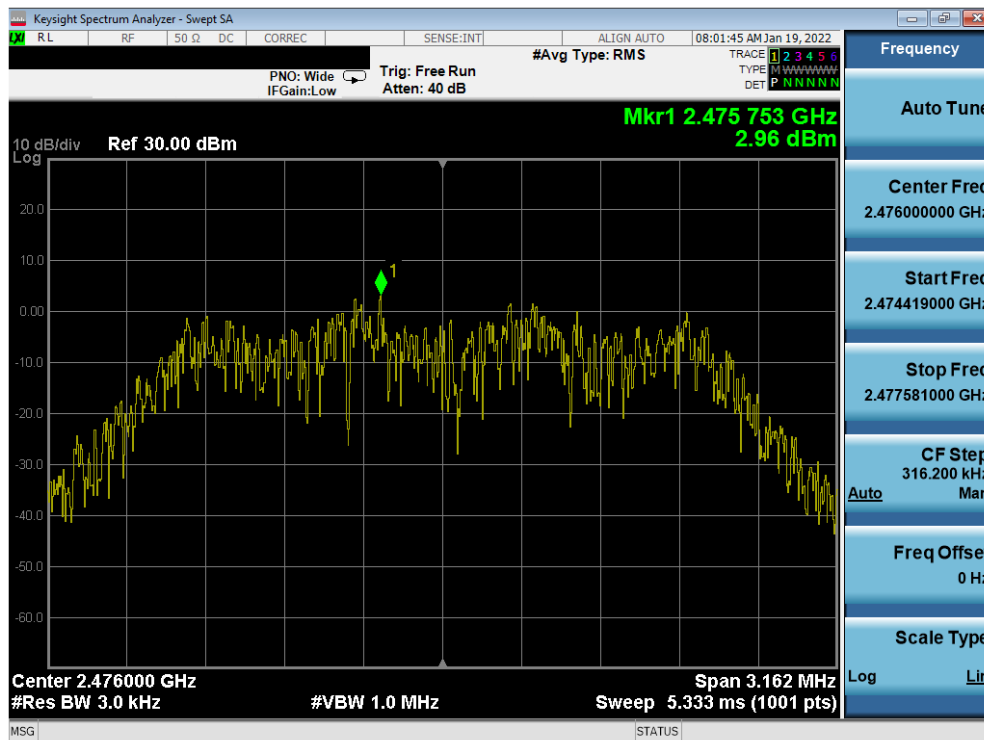 Keysight Spectrum Analyzer - Swept SA
LXI RL RF 50 Ω DC CORREC SENSE:INT ALIGN AUTO 08:01:45 AM Jan 19, 2022
#Avg Type: RMS TRACE 1 2 3 4 5 6
PNO: Wide Trig: Free Run TYPE M WWWWW
IFGain:Low Atten: 40 dB DET P N N N N N
Mkr1 2.475 753 GHz
2.96 dBm
10 dB/div Ref 30.00 dBm
Log
20.0
10.0
1
0.00
-10.0
-20.0
-30.0
-40.0
-50.0
-60.0
Center 2.476000 GHz Span 3.162 MHz
#Res BW 3.0 kHz #VBW 1.0 MHz Sweep 5.333 ms (1001 pts)
MSG STATUS
Frequency
Auto Tune
Center Freq
2.476000000 GHz
Start Freq
2.474419000 GHz
Stop Freq
2.477581000 GHz
CF Step
316.200 kHz
Auto Man
Freq Offse
0 Hz
Scale Type
Log Lin